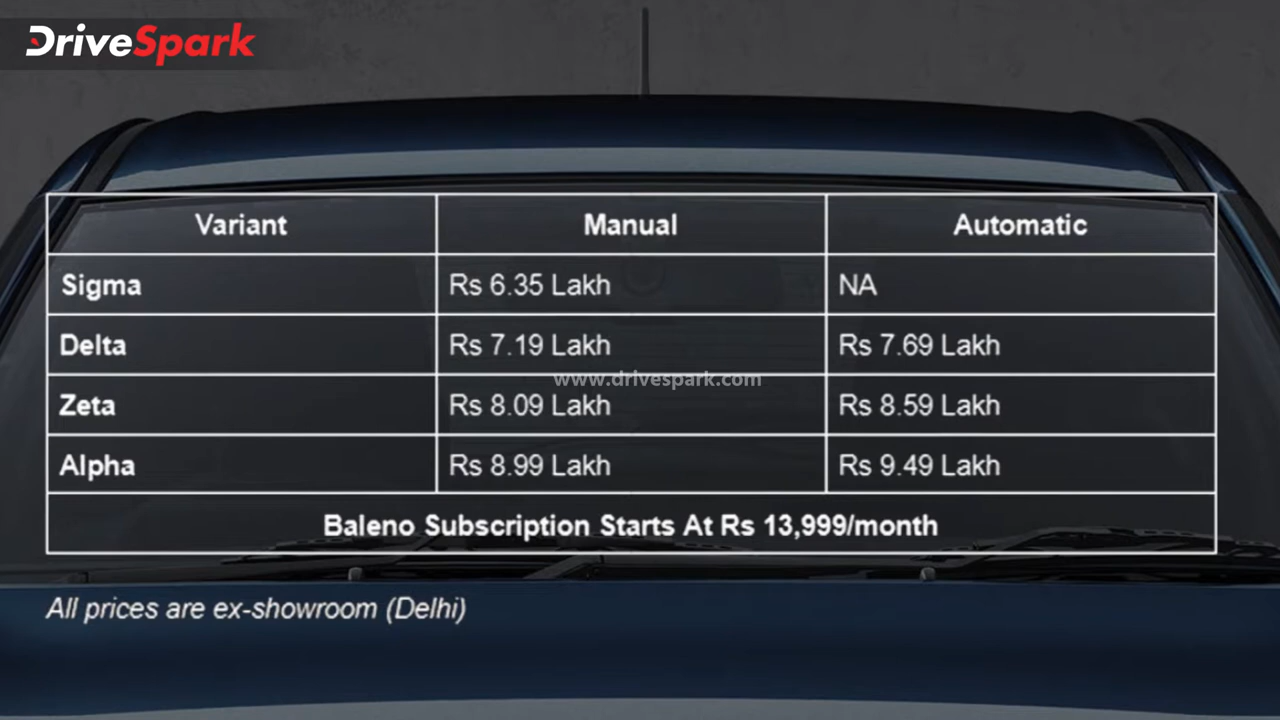 DriveSpark
Variant Manual Automatic
Sigma Rs 6.35 Lakh NA
Delta Rs 7.19 Lakh Rs 7.69 Lakh
www.drivespark.com
Zeta Rs 8.09 Lakh Rs 8.59 Lakh
Alpha Rs 8.99 Lakh Rs 9.49 Lakh
Baleno Subscription Starts At Rs 13,999/month
All prices are ex-showroom (Delhi)